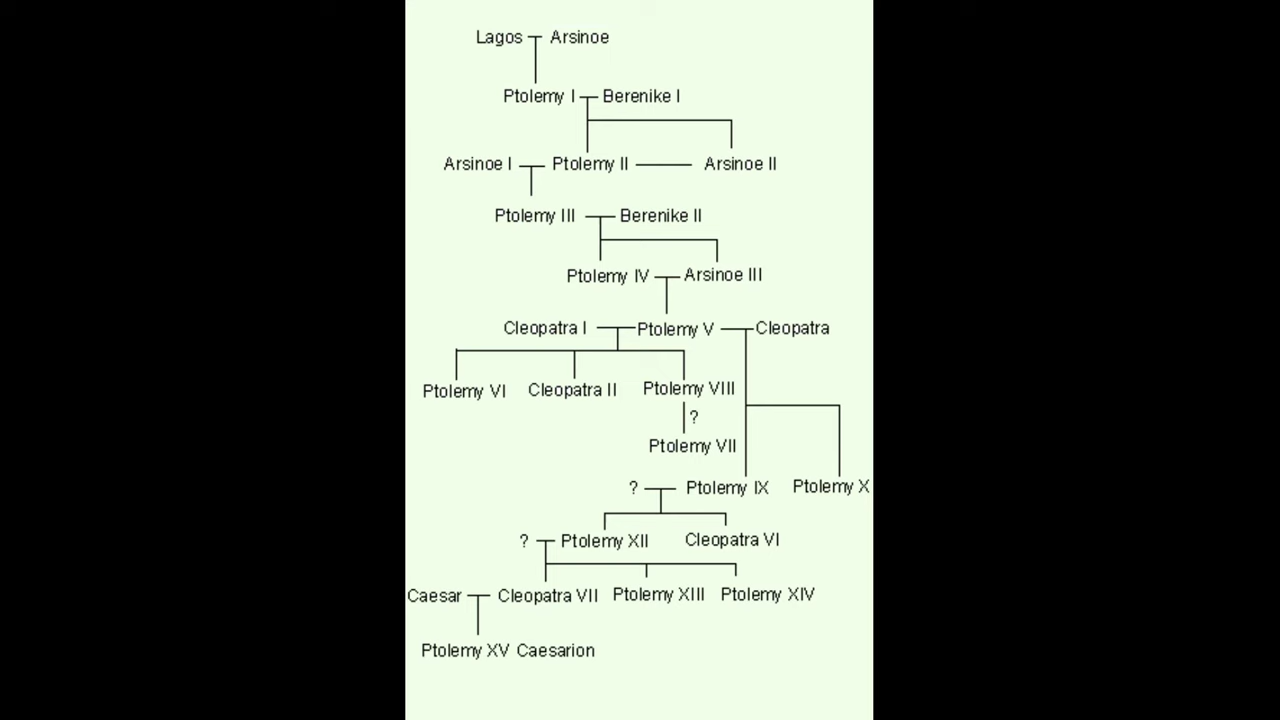 Lagos Arsinoe
Ptolemy I Berenike I
Arsinoe I Ptolemy II Arsinoe II
Ptolemy III Berenike II
Ptolemy IV Arsinoe III
Cleopatra I Ptolemy V Cleopatra
Ptolemy VI Cleopatra II Ptolemy VIII
?
Ptolemy VII
? Ptolemy IX Ptolemy X
? Ptolemy XII Cleopatra VI
Caesar Cleopatra VII Ptolemy XIII Ptolemy XIV
Ptolemy XV Caesarion